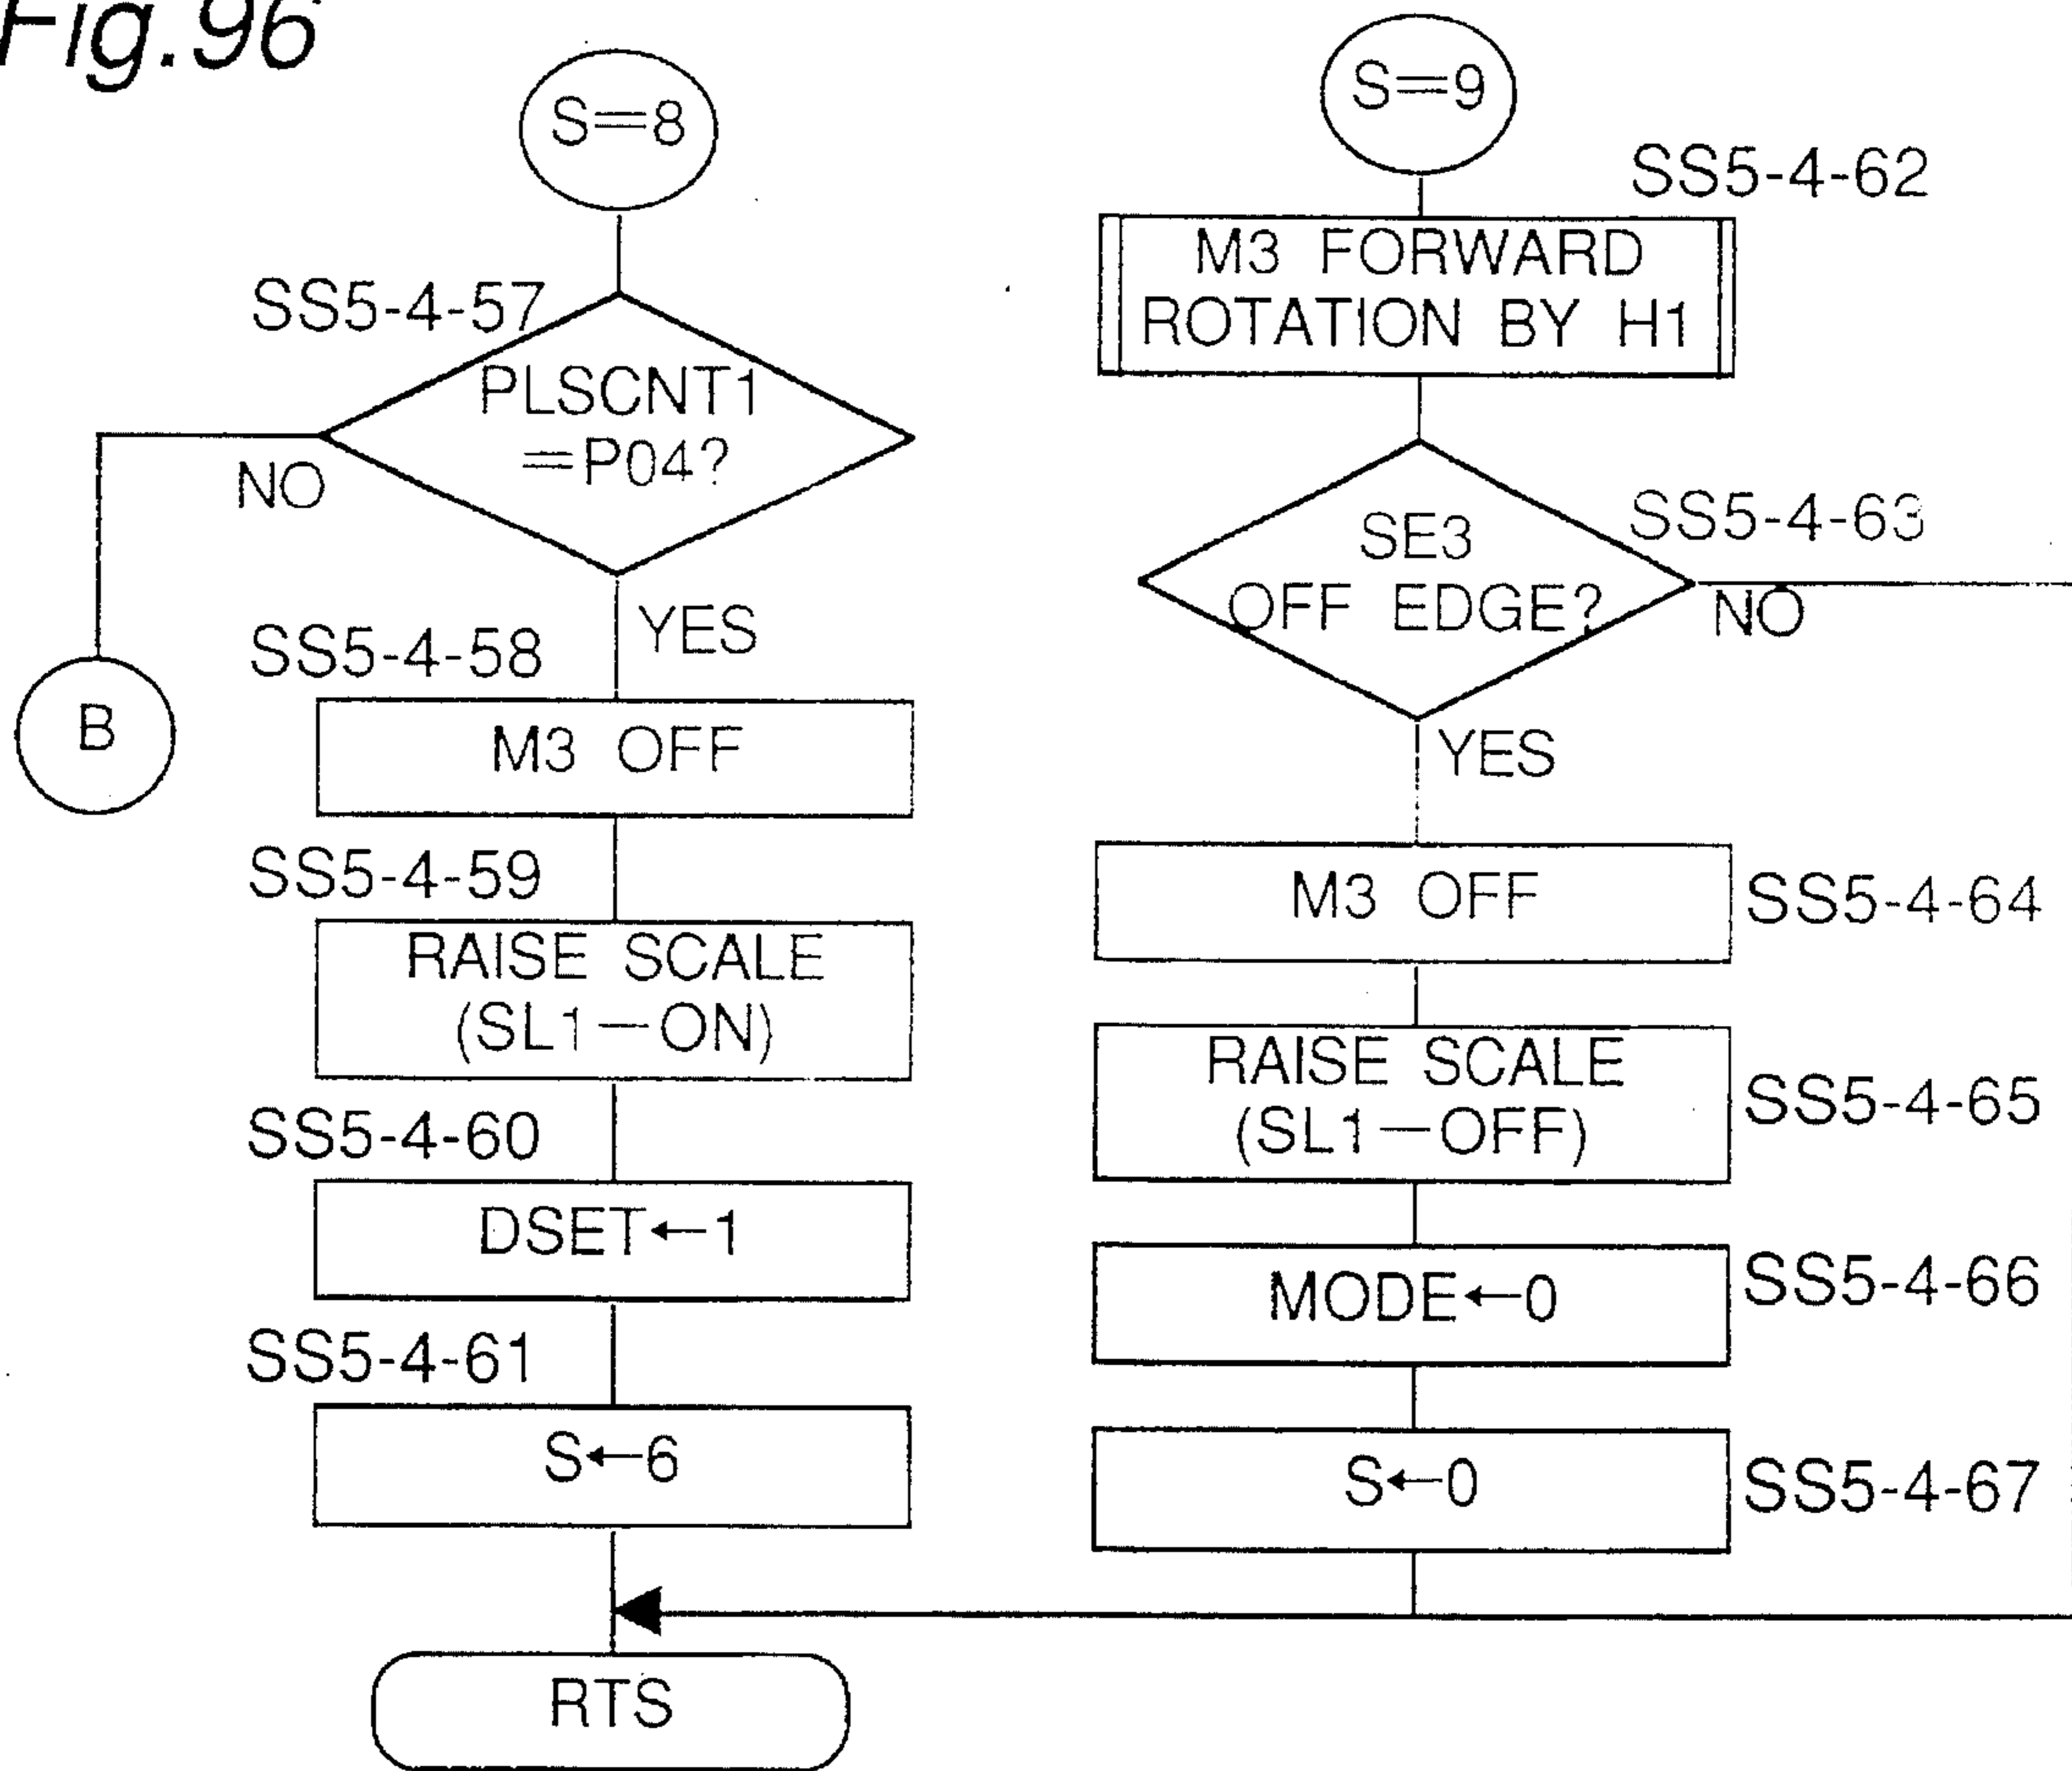 Fig.96
S=8
SS5-4-57
PLSCNT1
=P04?
NO
B
YES
SS5-4-58
M3 OFF
SS5-4-59
RAISE SCALE
(SL1—ON)
SS5-4-60
DSET←1
SS5-4-61
S←6
RTS
S=9
SS5-4-62
M3 FORWARD
ROTATION BY H1
SS5-4-63
SE3
OFF EDGE?
NO
YES
M3 OFF
SS5-4-64
RAISE SCALE
(SL1—OFF)
SS5-4-65
MODE←0
SS5-4-66
S←0
SS5-4-67